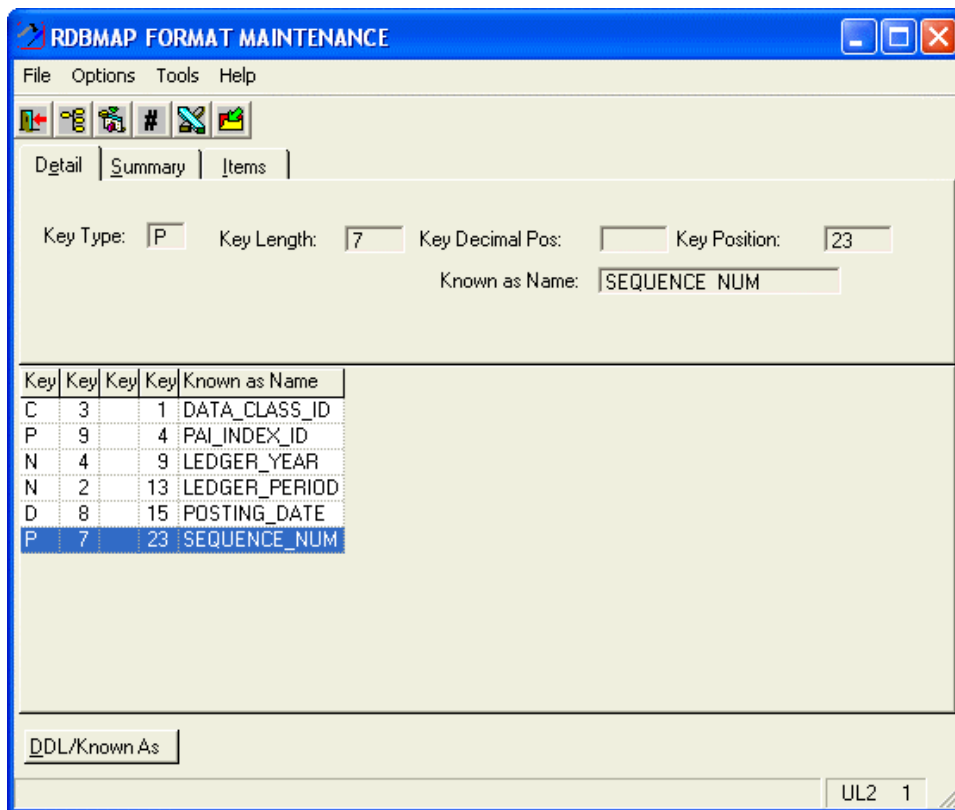 RDBMAP FORMAT MAINTENANCE
File Options Tools Help
#
Detail Summary Items
Key Type: P Key Length: 7 Key Decimal Pos: Key Position: 23
Known as Name: SEQUENCE_NUM
Key Key Key Key Known as Name
C 3 1 DATA_CLASS_ID
P 9 4 PAI_INDEX_ID
N 4 9 LEDGER_YEAR
N 2 13 LEDGER_PERIOD
D 8 15 POSTING_DATE
P 7 23 SEQUENCE_NUM
DDL/Known As
UL2 1